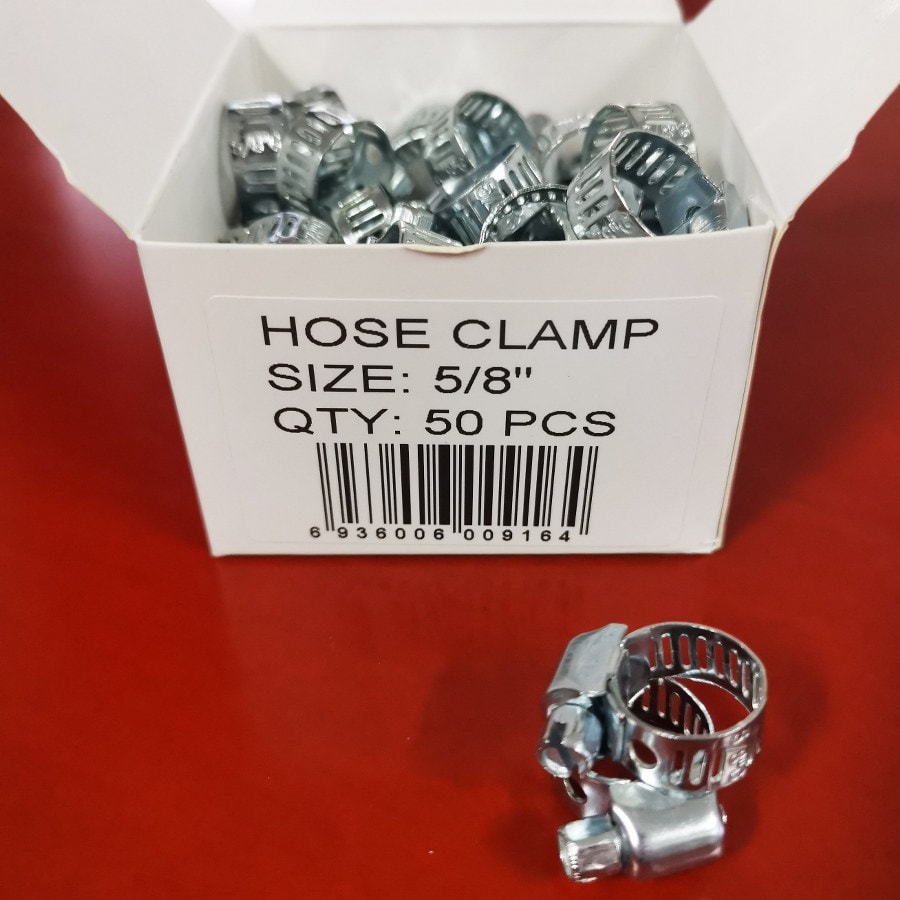 HOSE CLAMP
SIZE: 5/8"
QTY: 50 PCS
6 936006 009164